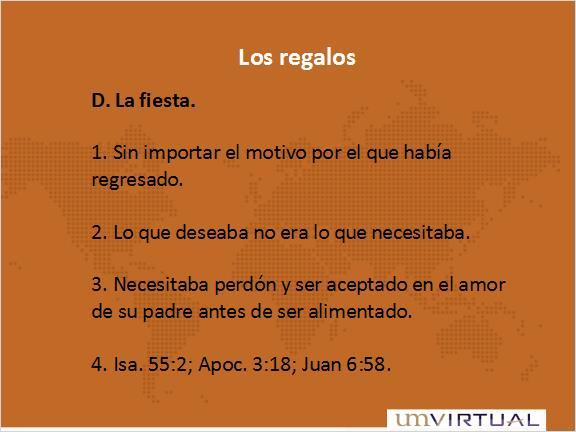 Los regalos
D. La fiesta.
1. Sin importar el motivo por el que había
regresado.
2. Lo que deseaba no era lo que necesitaba.
3. Necesitaba perdón y ser aceptado en el amor
de su padre antes de ser alimentado.
4. Isa. 55:2; Apoc. 3:18; Juan 6:58.
UMVIRTUAL